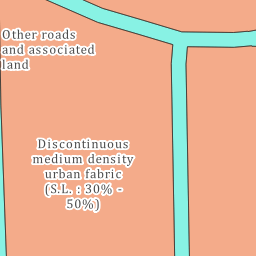 Other roads
and associated
land
Discontinuous
medium density
urban fabric
(S.L. : 30% -
50%)